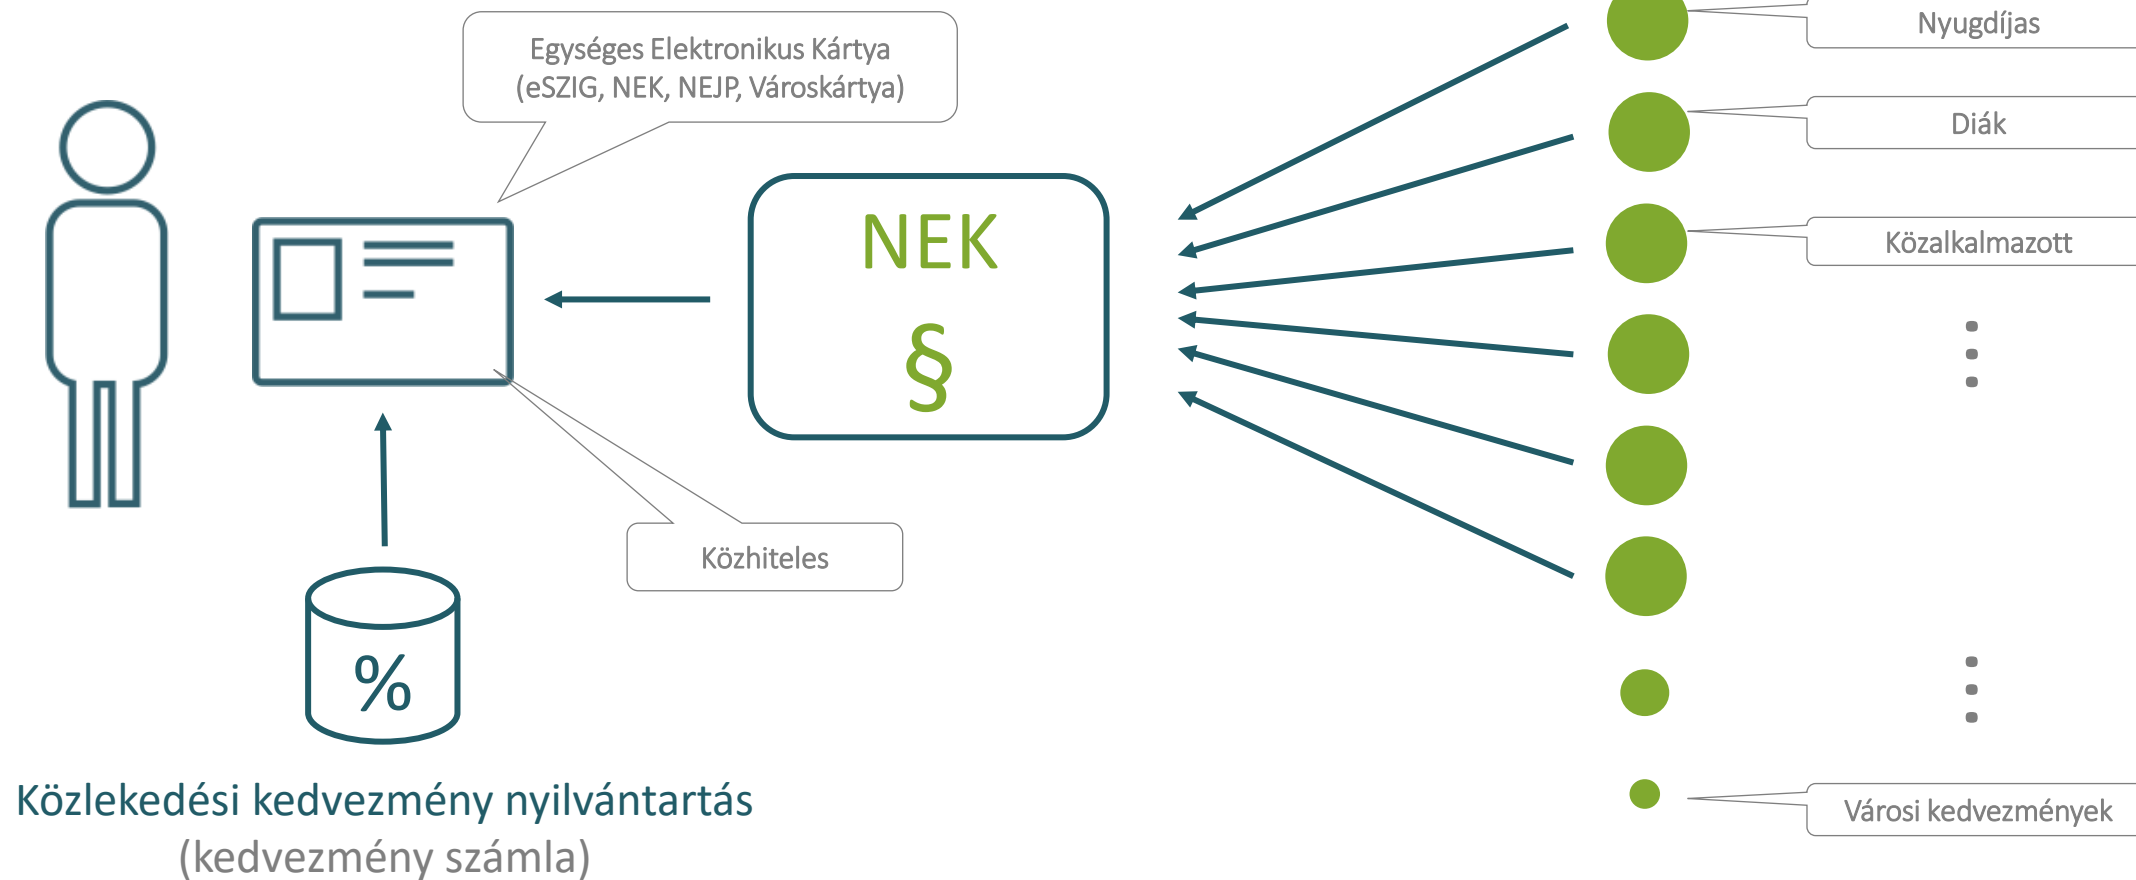 Egységes Elektronikus Kártya
(eSZIG, NEK, NEJP, Városkártya)
Nyugdíjas
Diák
NEK
§
Közalkalmazott
Közhiteles
%
Közlekedési kedvezmény nyilvántartás
(kedvezmény számla)
Városi kedvezmények